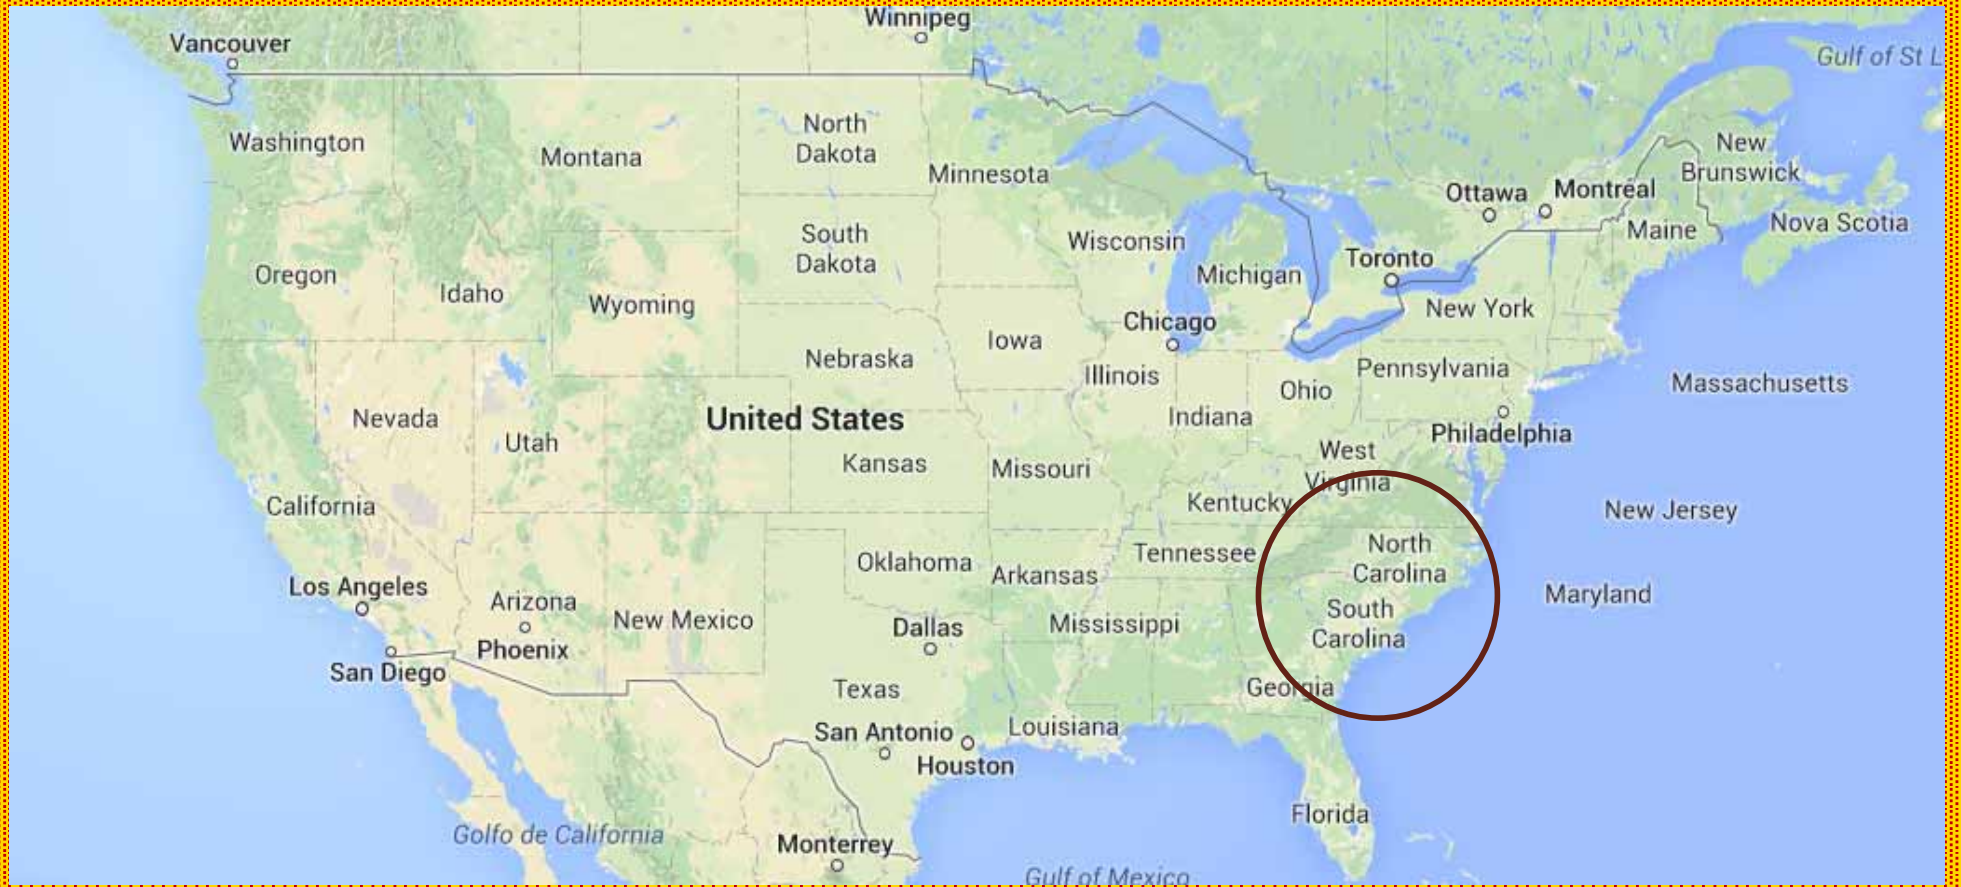 Winnipeg
Vancouver
Gulf of St L
Washington
Montana
North
Dakota
Minnesota
New
Brunswick
Ottawa
Montréal
Nova Scotia
Maine
South
Dakota
Wisconsin
Michigan
Toronto
Oregon
Idaho
Wyoming
New York
Chicago
Iowa
Nebraska
Illinois
Ohio
Pennsylvania
Massachusetts
Nevada
Utah
United States
Indiana
Philadelphia
Kansas
Missouri
West
Virginia
California
Kentucky
New Jersey
Oklahoma
Arkansas
Tennessee
North
Carolina
Los Angeles
Arizona
Phoenix
New Mexico
Dallas
Mississippi
South
Carolina
Maryland
San Diego
Texas
Georgia
San Antonio
Houston
Louisiana
Florida
Golfo de California
Monterrey
Gulf of Mexico